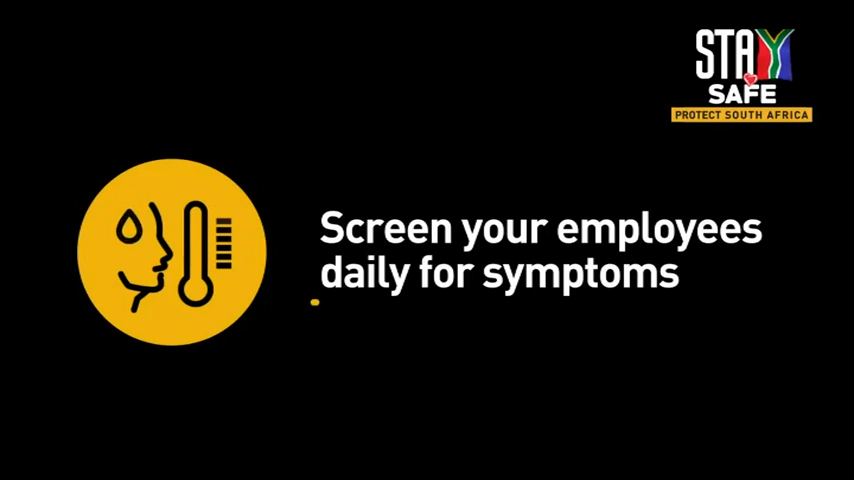 STAY
SAFE
PROTECT SOUTH AFRICA
Screen your employees
daily for symptoms